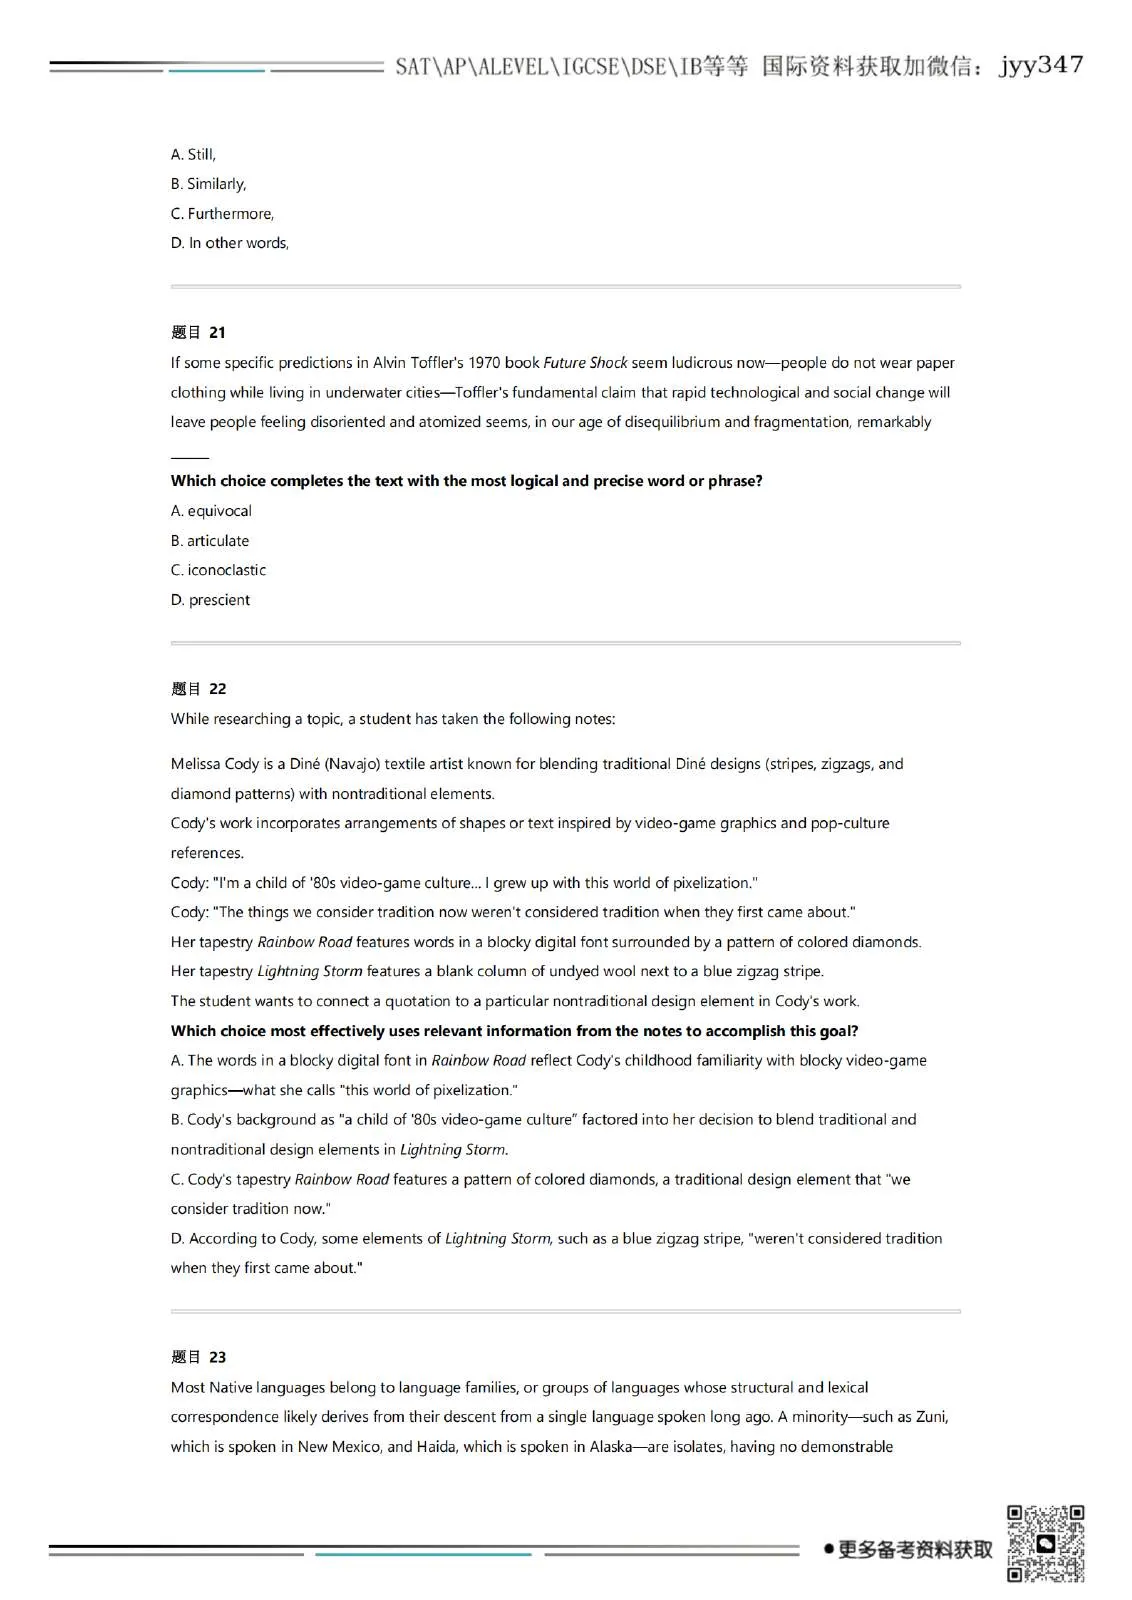 SAT\AP\ALEVEL\IGCSE\DSE\IB等等 国际资料获取加微信: jyy347
A. Still,
B. Similarly,
C. Furthermore,
D. In other words,
题目 21
If some specific predictions in Alvin Toffler's 1970 book Future Shock seem ludicrous now—people do not wear paper
clothing while living in underwater cities—Toffler's fundamental claim that rapid technological and social change will
leave people feeling disoriented and atomized seems, in our age of disequilibrium and fragmentation, remarkably
_____
Which choice completes the text with the most logical and precise word or phrase?
A. equivocal
B. articulate
C. iconoclastic
D. prescient
题目 22
While researching a topic, a student has taken the following notes:
Melissa Cody is a Diné (Navajo) textile artist known for blending traditional Diné designs (stripes, zigzags, and
diamond patterns) with nontraditional elements.
Cody's work incorporates arrangements of shapes or text inspired by video-game graphics and pop-culture
references.
Cody: "I'm a child of '80s video-game culture... I grew up with this world of pixelization."
Cody: "The things we consider tradition now weren't considered tradition when they first came about."
Her tapestry Rainbow Road features words in a blocky digital font surrounded by a pattern of colored diamonds.
Her tapestry Lightning Storm features a blank column of undyed wool next to a blue zigzag stripe.
The student wants to connect a quotation to a particular nontraditional design element in Cody's work.
Which choice most effectively uses relevant information from the notes to accomplish this goal?
A. The words in a blocky digital font in Rainbow Road reflect Cody's childhood familiarity with blocky video-game
graphics—what she calls "this world of pixelization."
B. Cody's background as "a child of '80s video-game culture” factored into her decision to blend traditional and
nontraditional design elements in Lightning Storm.
C. Cody's tapestry Rainbow Road features a pattern of colored diamonds, a traditional design element that "we
consider tradition now."
D. According to Cody, some elements of Lightning Storm, such as a blue zigzag stripe, "weren't considered tradition
when they first came about."
题目 23
Most Native languages belong to language families, or groups of languages whose structural and lexical
correspondence likely derives from their descent from a single language spoken long ago. A minority—such as Zuni,
which is spoken in New Mexico, and Haida, which is spoken in Alaska—are isolates, having no demonstrable
●更多备考资料获取